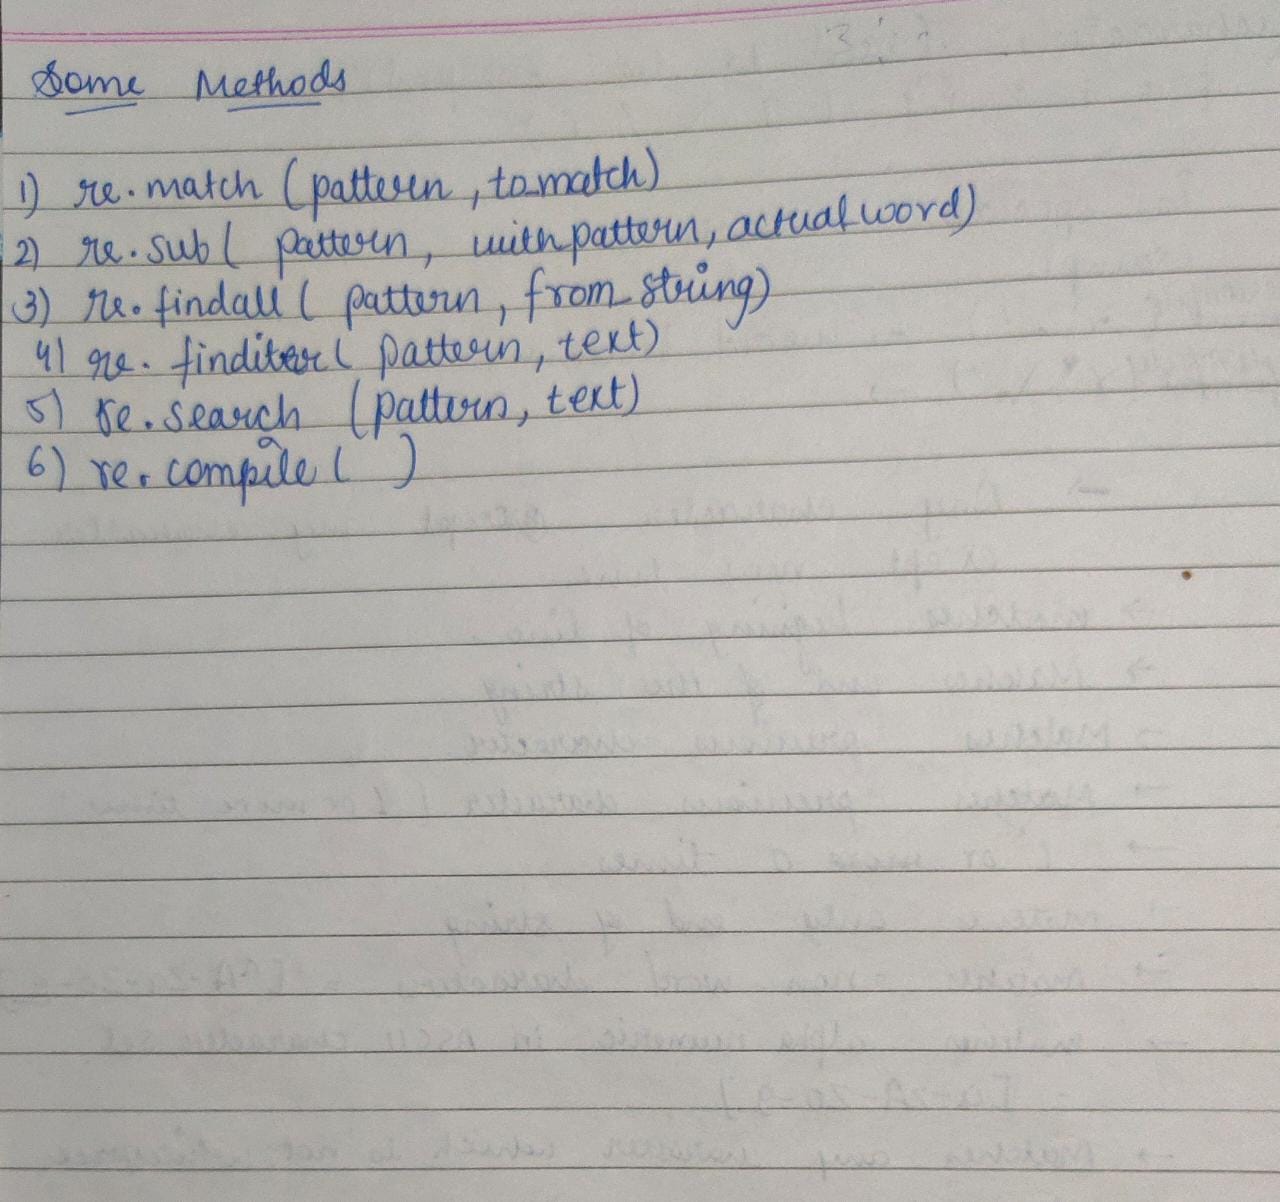 Some Methods
1) re.match (pattern, to match)
2) re.sub( pattern, with pattern, actual word)
3) re.findall ( pattern, from string)
4) re. finditer( pattern, text)
5) re.search (pattern, text)
6) re.compile( )